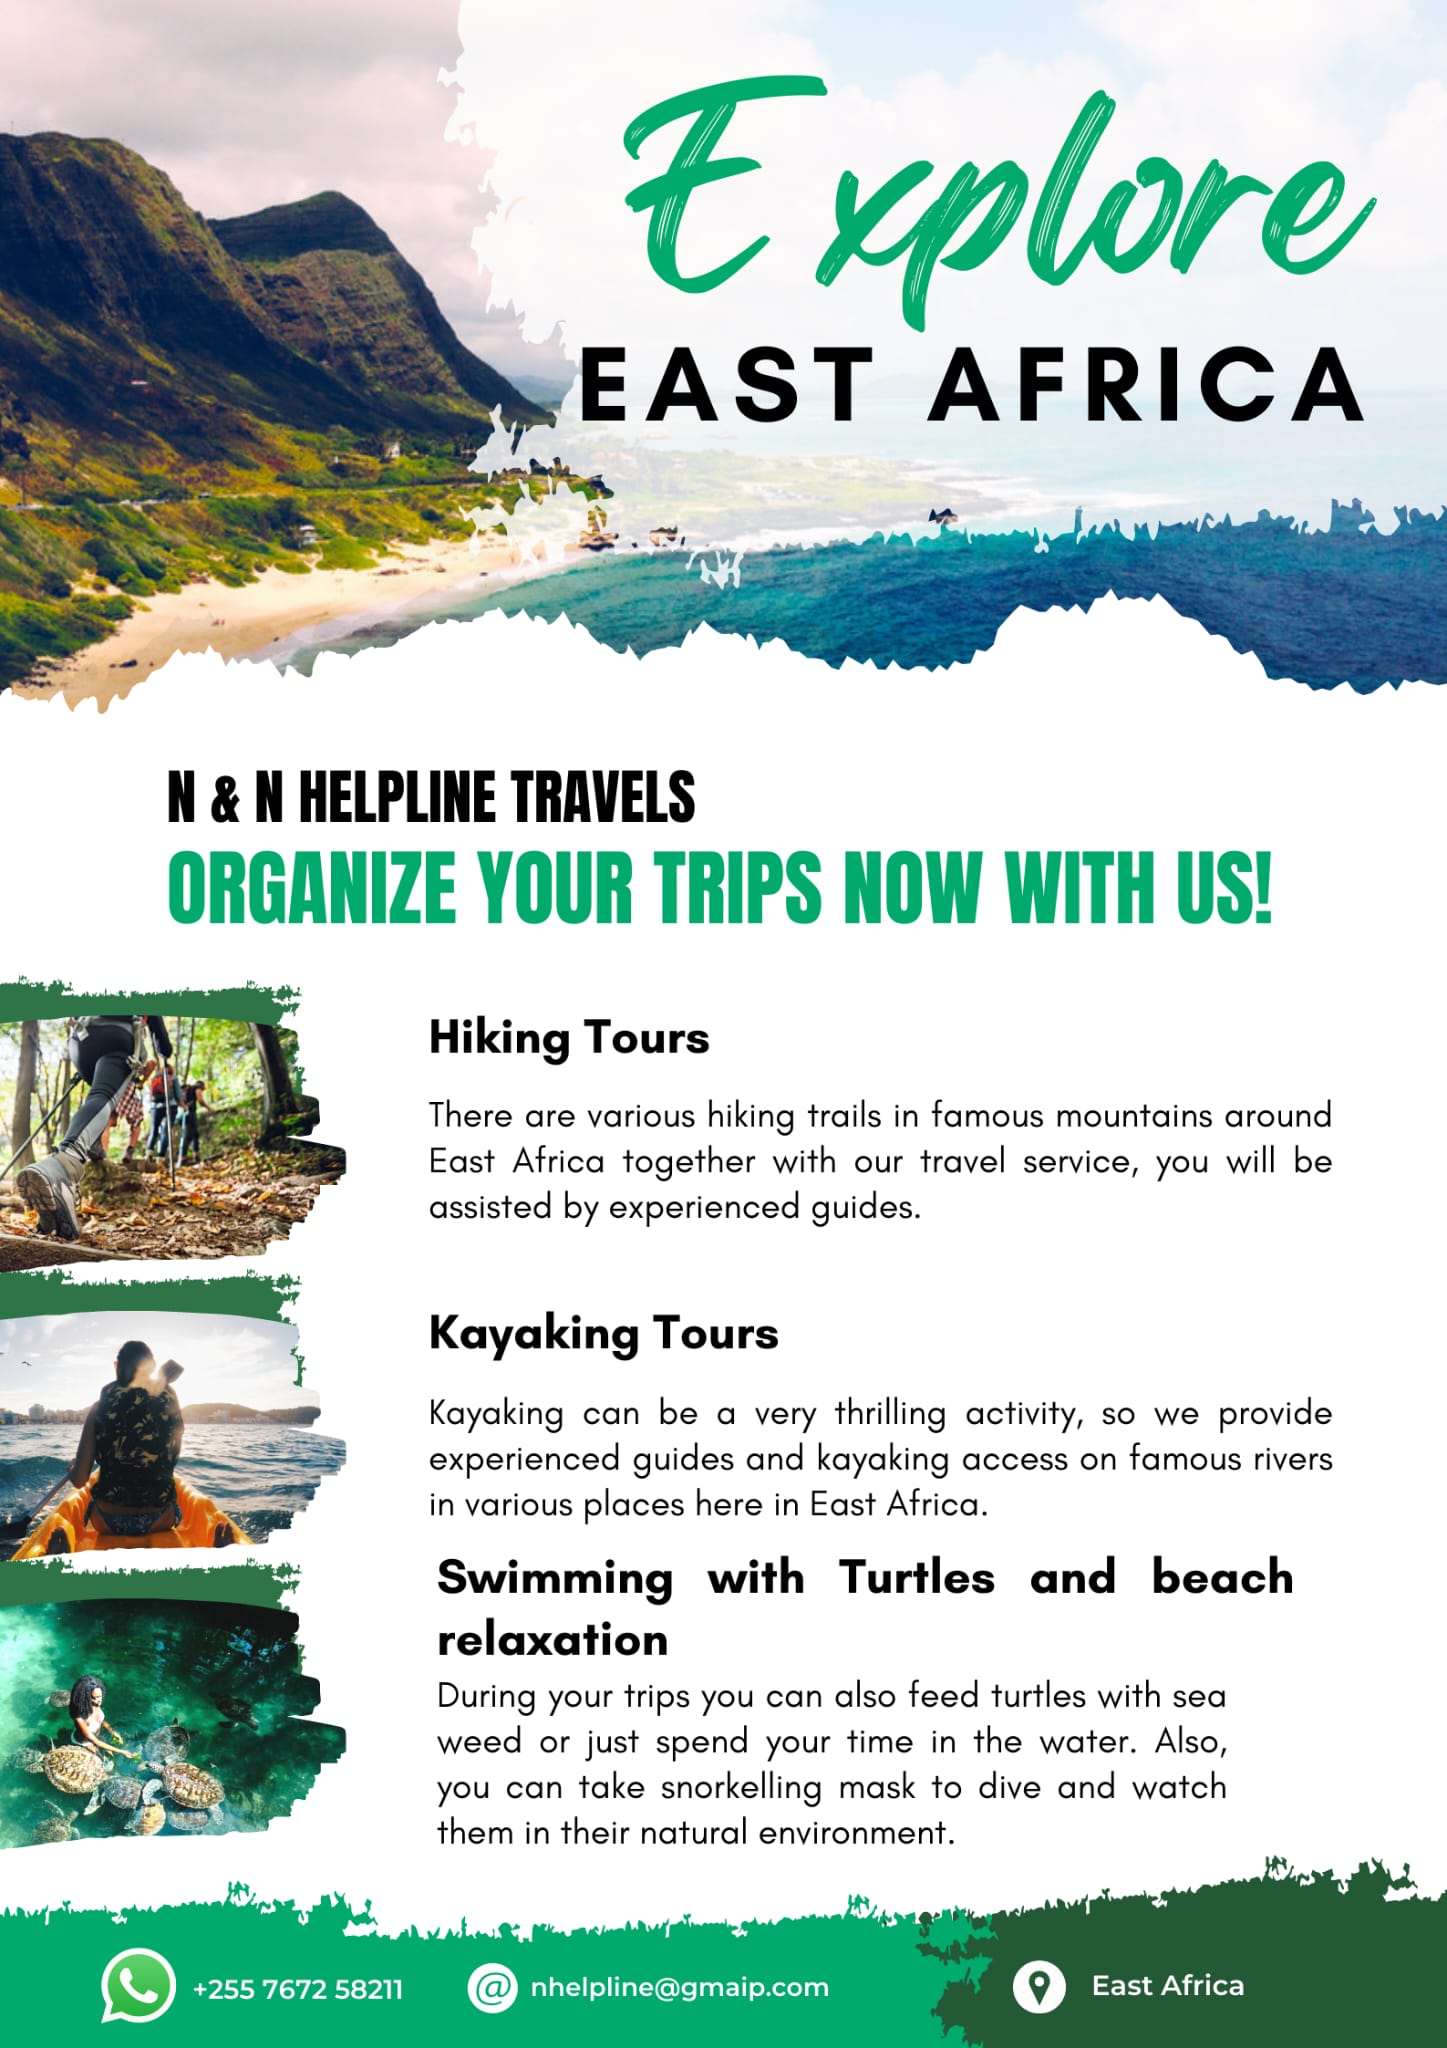 Explore
EAST AFRICA
N & N HELPLINE TRAVELS
ORGANIZE YOUR TRIPS NOW WITH US!
Hiking Tours
There are various hiking trails in famous mountains around
East Africa together with our travel service, you will be
assisted by experienced guides.
Kayaking Tours
Kayaking can be a very thrilling activity, so we provide
experienced guides and kayaking access on famous rivers
in various places here in East Africa.
Swimming with Turtles and beach
relaxation
During your trips you can also feed turtles with sea
weed or just spend your time in the water. Also,
you can take snorkelling mask to dive and watch
them in their natural environment.
+255 7672 58211
@ nhelpline@gmaip.com
East Africa